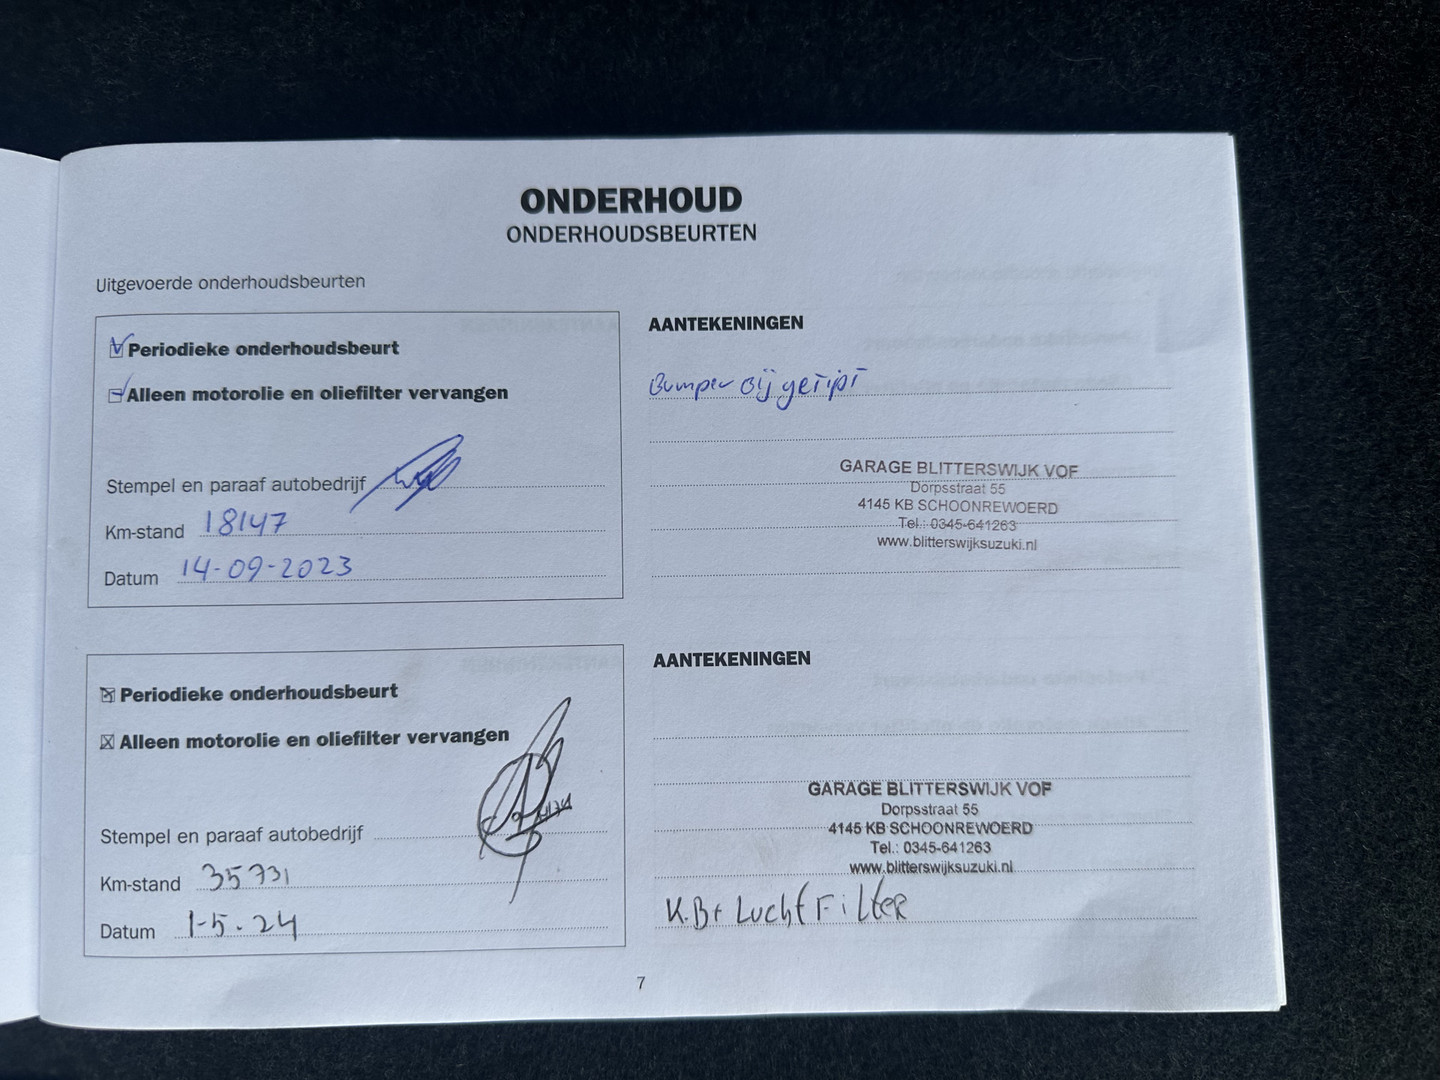 ONDERHOUD
ONDERHOUDSBEURTEN
Uitgevoerde onderhoudsbeurten
Periodieke onderhoudsbeurt
Alleen motorolie en oliefilter vervangen
Stempel en paraaf autobedrijf
Km-stand 18147
Datum 14-09-2023
AANTEKENINGEN
Bumper bijgetipt
GARAGE BLITTERSWIJK VOF
Dorpsstraat 55
4145 KB SCHOONREWOERD
Tel.: 0345-641263
www.blitterswijksuzuki.nl
Periodieke onderhoudsbeurt
Alleen motorolie en oliefilter vervangen
Stempel en paraaf autobedrijf
Km-stand 35731
Datum 1-5.24
AANTEKENINGEN
GARAGE BLITTERSWIJK VOF
Dorpsstraat 55
4145 KB SCHOONREWOERD
Tel.: 0345-641263
www.blitterswijksuzuki.nl
K.B+ LuchtFilter
7